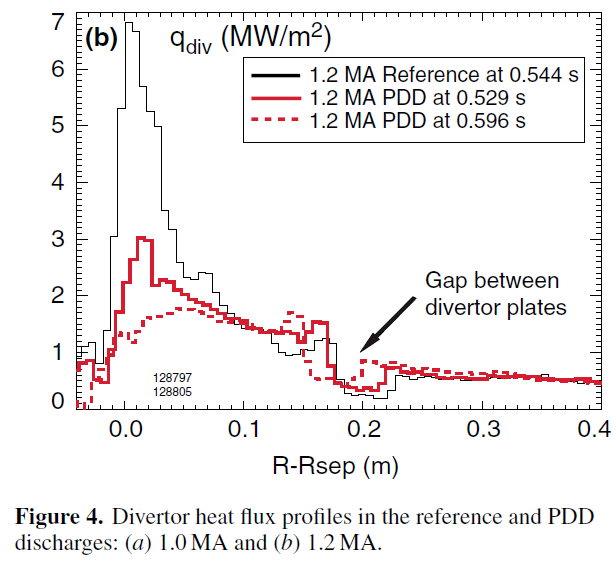 (b)
q_div (MW/m²)
1.2 MA Reference at 0.544 s
1.2 MA PDD at 0.529 s
1.2 MA PDD at 0.596 s
7
6
5
4
3
2
1
0
Gap between
divertor plates
128797
128805
0.0 0.1 0.2 0.3 0.4
R-Rsep (m)
Figure 4. Divertor heat flux profiles in the reference and PDD
discharges: (a) 1.0 MA and (b) 1.2 MA.